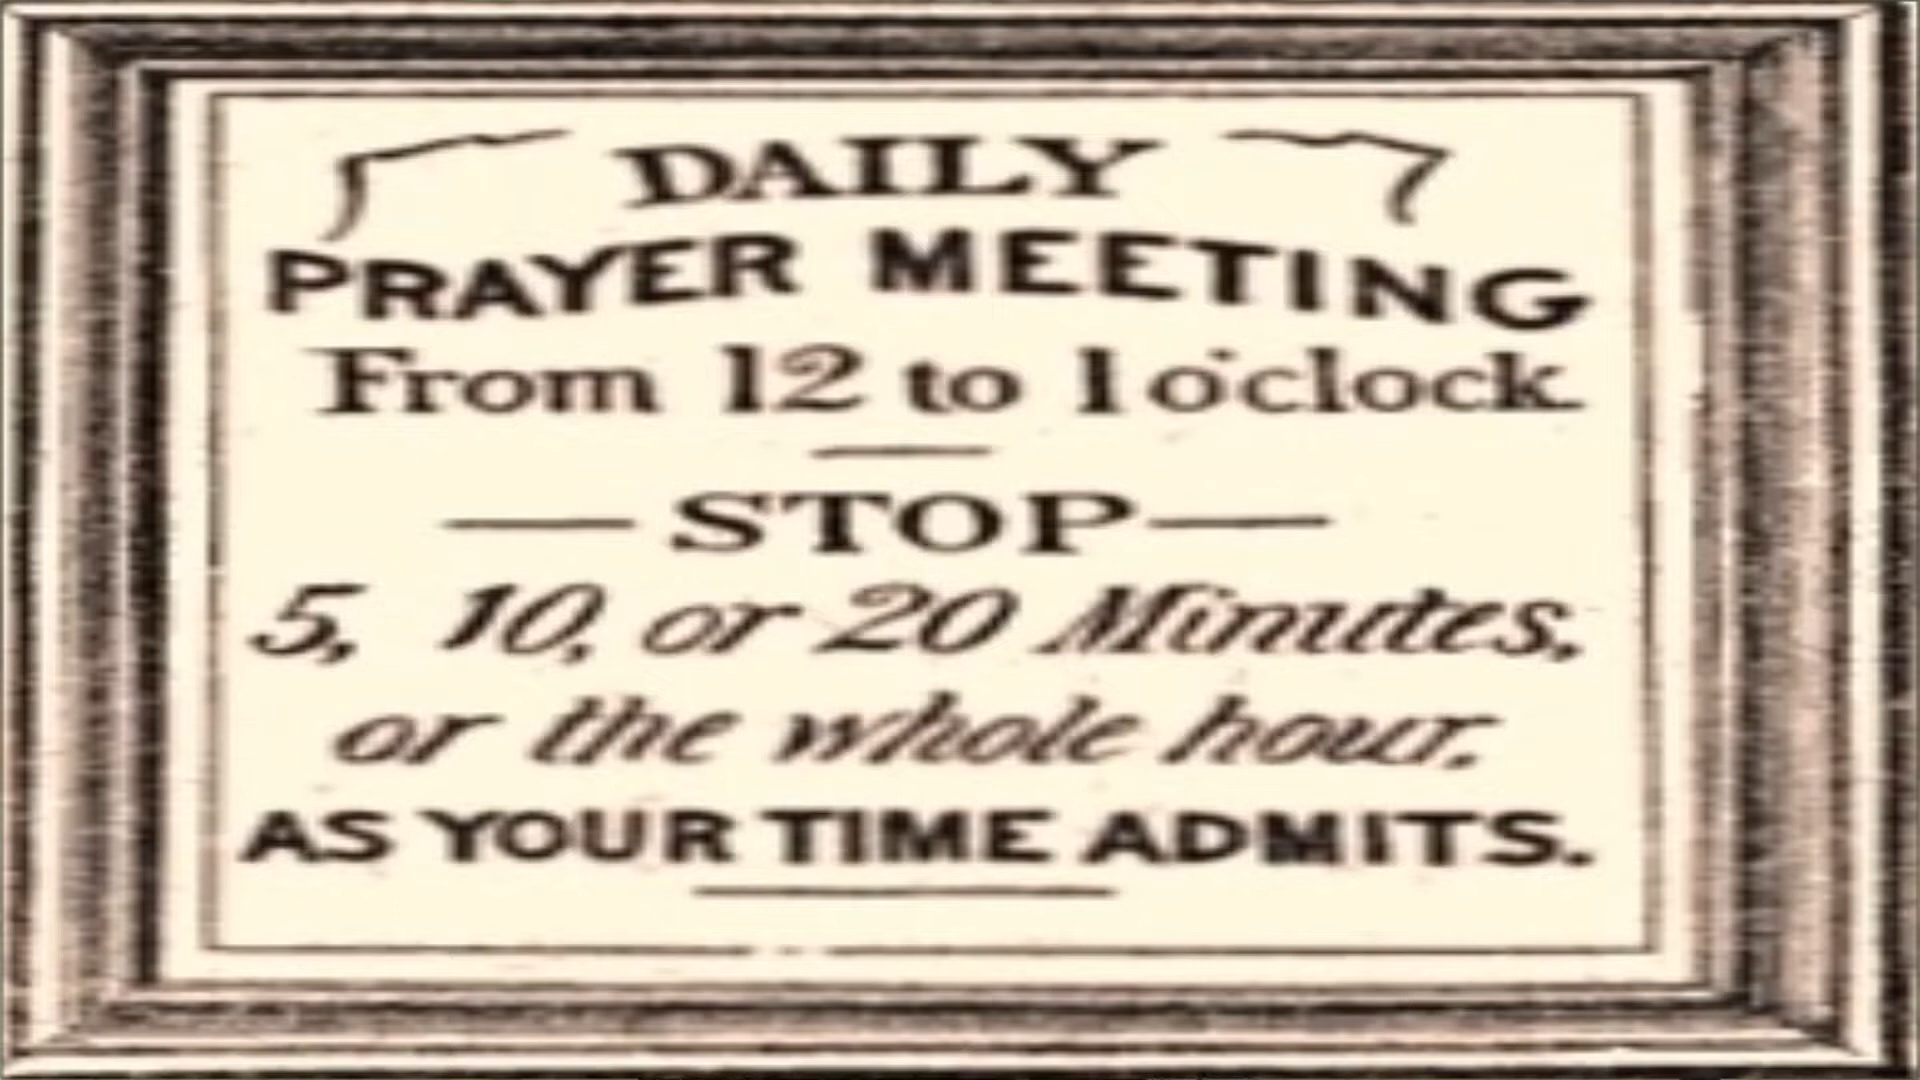 DAILY
PRAYER MEETING
From 12 to 1 o'clock
STOP
5, 10, or 20 Minutes,
or the whole hour,
AS YOUR TIME ADMITS.